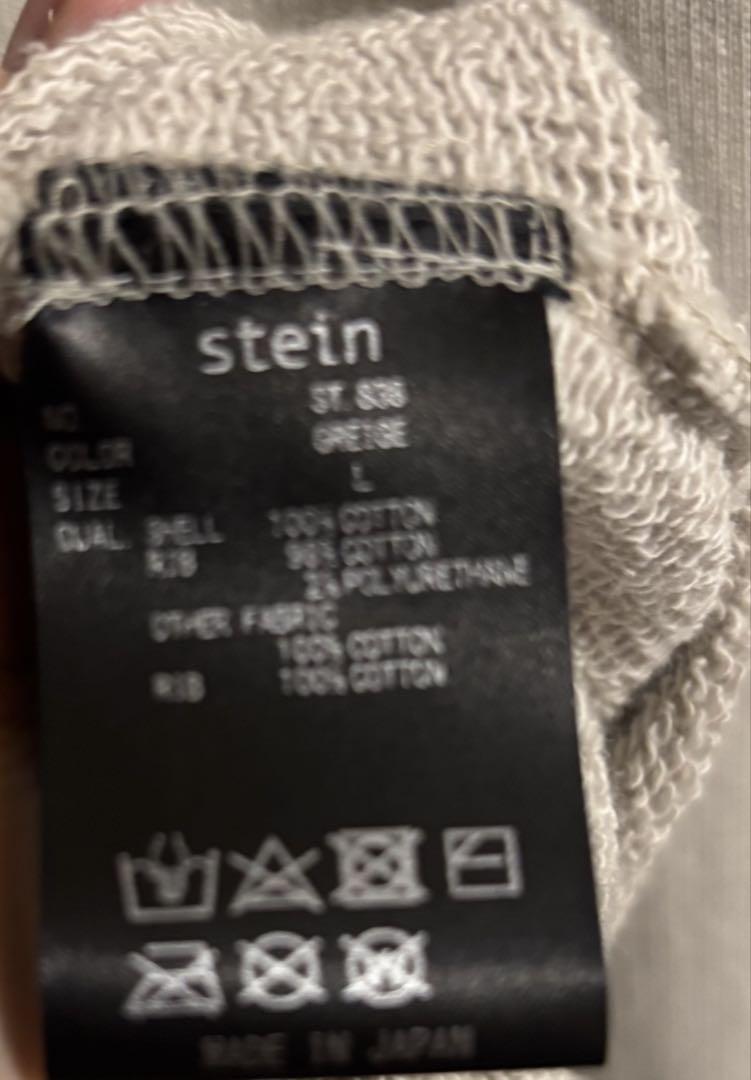 stein
NO. ST.838
COLOR GREIGE
SIZE L
QUAL. SHELL 100% COTTON
RIB 98% COTTON
2% POLYURETHANE
OTHER FABRIC
100% COTTON
RIB 100% COTTON
MADE IN JAPAN